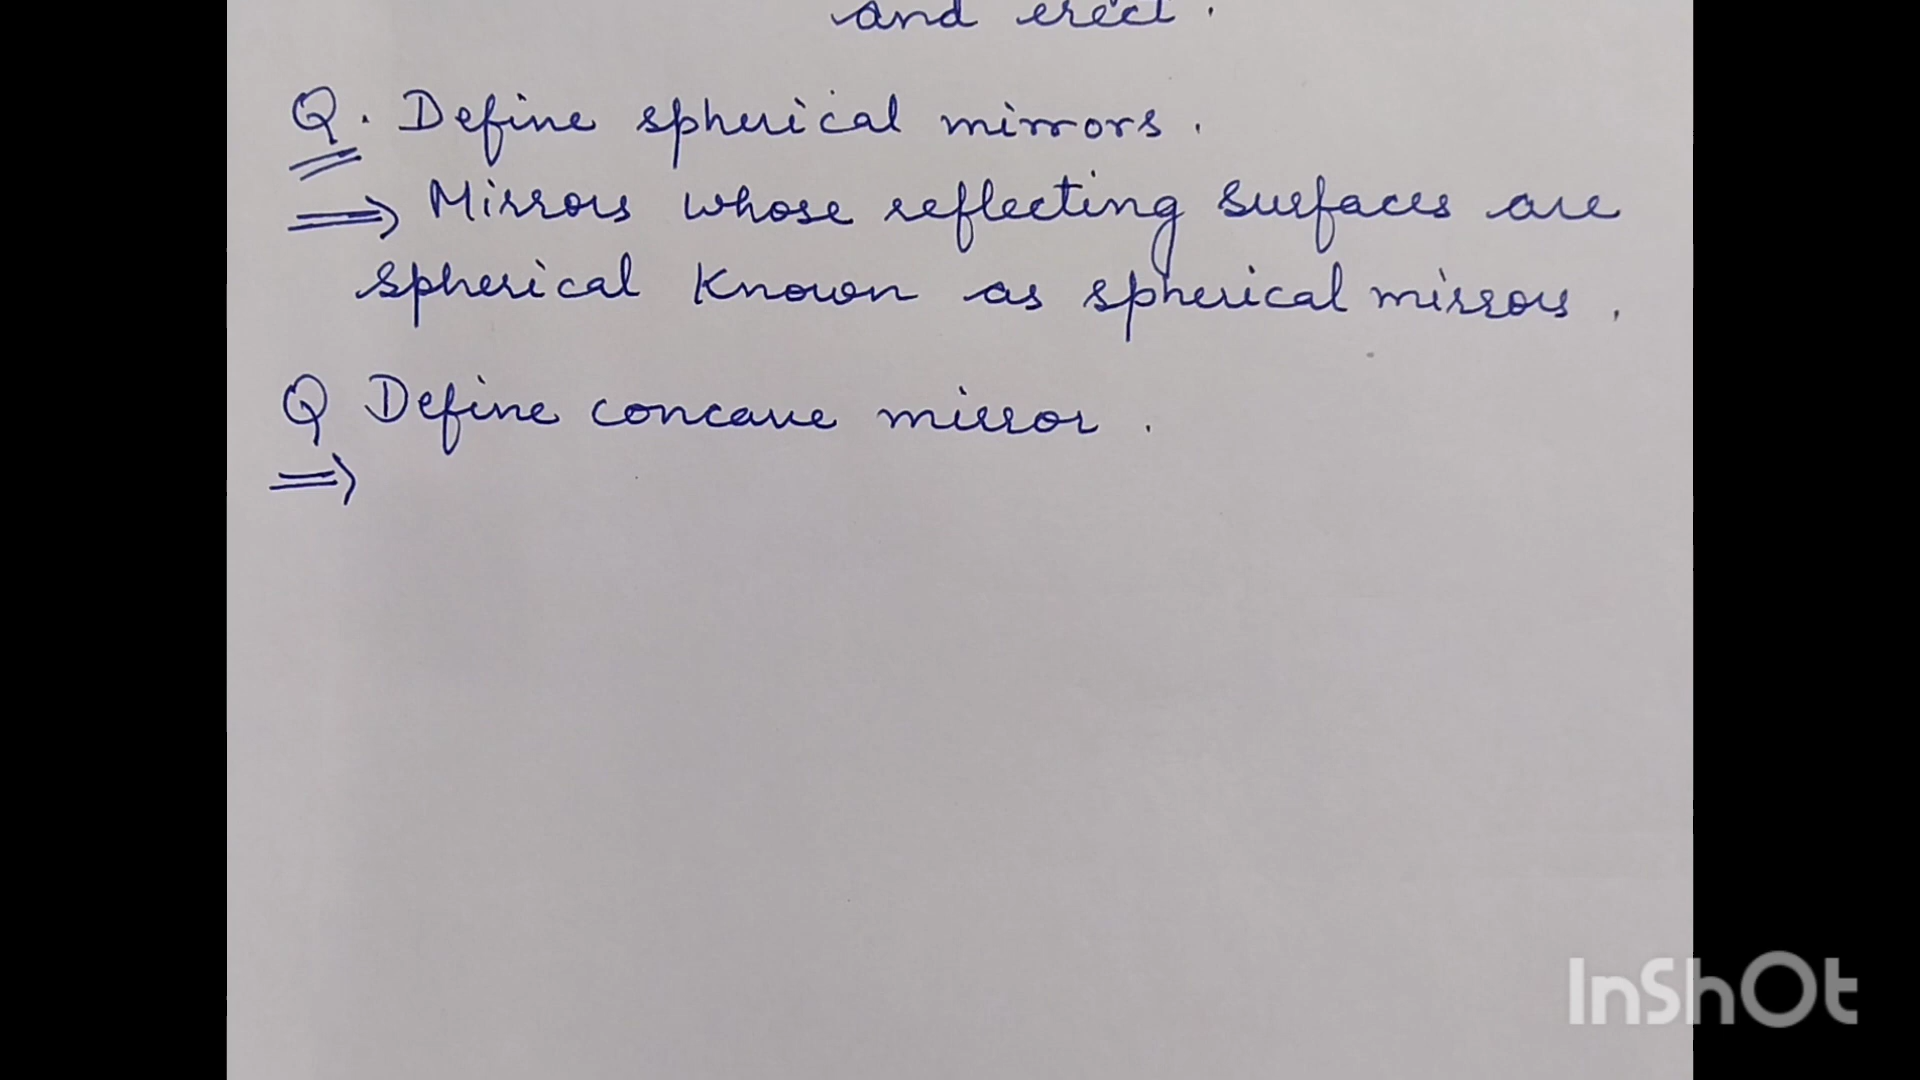 and erect.
Q. Define spherical mirrors.
⇒ Mirrors whose reflecting surfaces are
spherical Known as spherical mirrors.
Q Define concave mirror.
⇒
InShOt